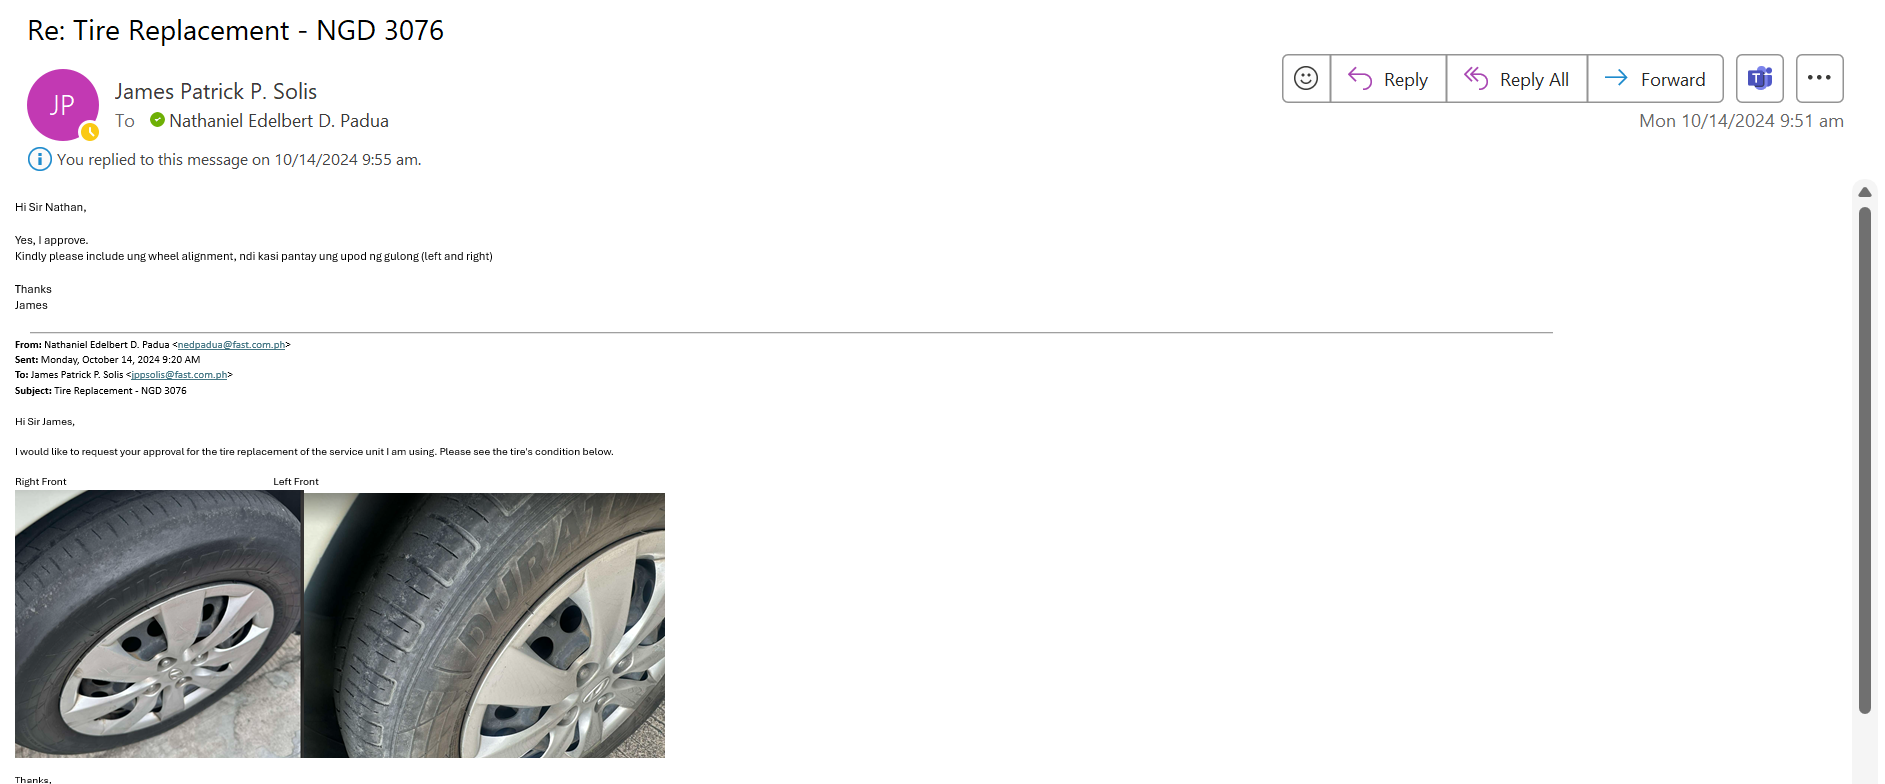 Re: Tire Replacement - NGD 3076
JP
James Patrick P. Solis
To Nathaniel Edelbert D. Padua
Reply
Reply All
Forward
Mon 10/14/2024 9:51 am
You replied to this message on 10/14/2024 9:55 am.
Hi Sir Nathan,
Yes, I approve.
Kindly please include ung wheel alignment, ndi kasi pantay ung upod ng gulong (left and right)
Thanks
James
From: Nathaniel Edelbert D. Padua <nedpadua@fast.com.ph>
Sent: Monday, October 14, 2024 9:20 AM
To: James Patrick P. Solis <jppsolis@fast.com.ph>
Subject: Tire Replacement - NGD 3076
Hi Sir James,
I would like to request your approval for the tire replacement of the service unit I am using. Please see the tire's condition below.
Right Front Left Front
Thanks,